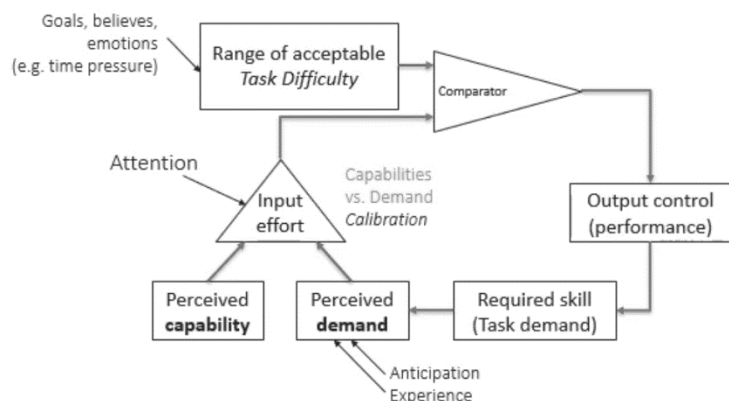 Goals, believes,
emotions
(e.g. time pressure)
Range of acceptable
Task Difficulty
Comparator
Attention
Input
effort
Capabilities
vs. Demand
Calibration
Output control
(performance)
Perceived
capability
Perceived
demand
Required skill
(Task demand)
Anticipation
Experience